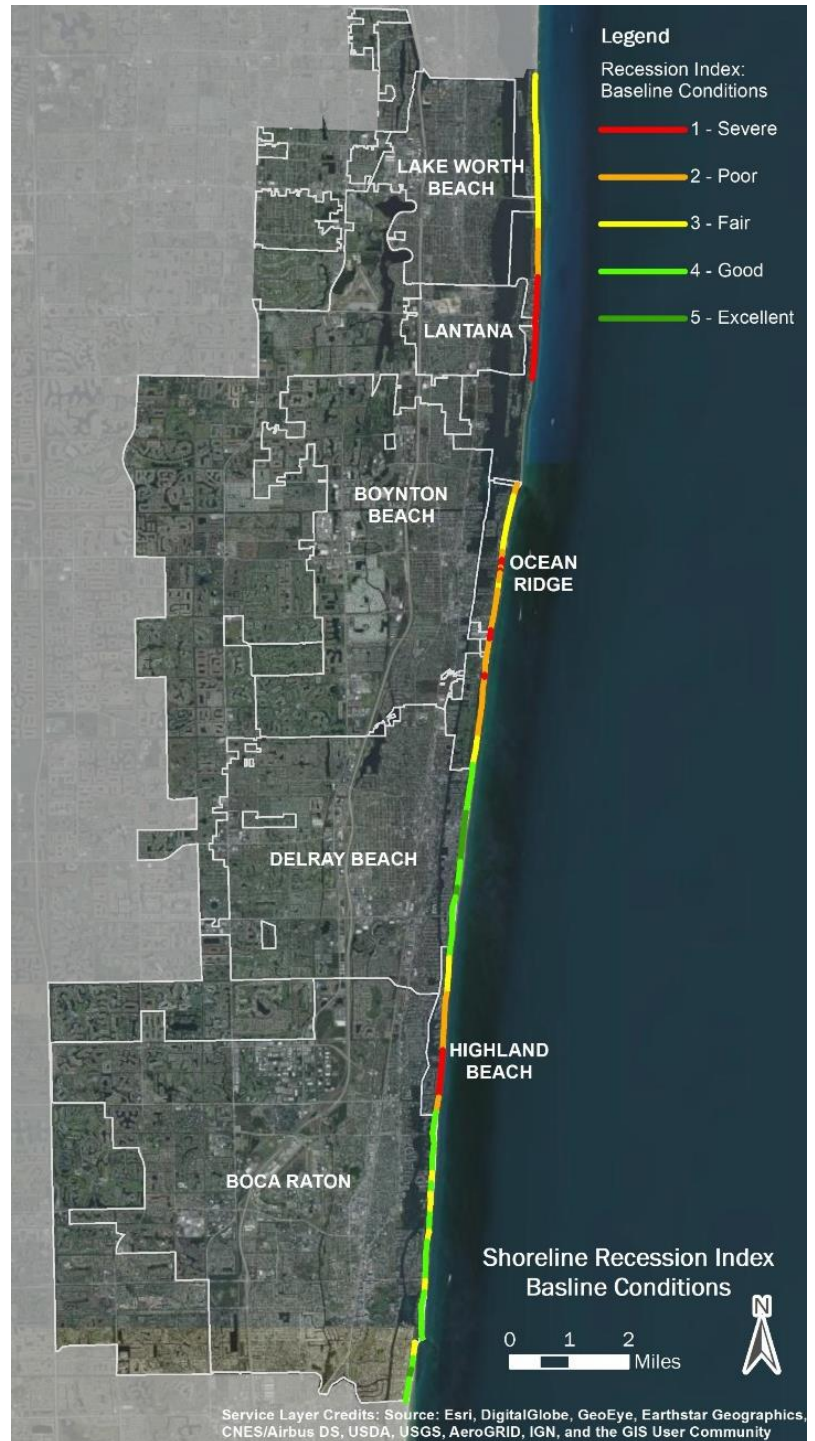 Legend
Recession Index:
Baseline Conditions
1 - Severe
2 - Poor
3 - Fair
4 - Good
5 - Excellent
LAKE WORTH
BEACH
LANTANA
BOYNTON
BEACH
OCEAN
RIDGE
DELRAY BEACH
HIGHLAND
BEACH
BOCA RATON
Shoreline Recession Index
Basline Conditions
N
0 1 2
Miles
Service Layer Credits: Source: Esri, DigitalGlobe, GeoEye, Earthstar Geographics,
CNES/Airbus DS, USDA, USGS, AeroGRID, IGN, and the GIS User Community